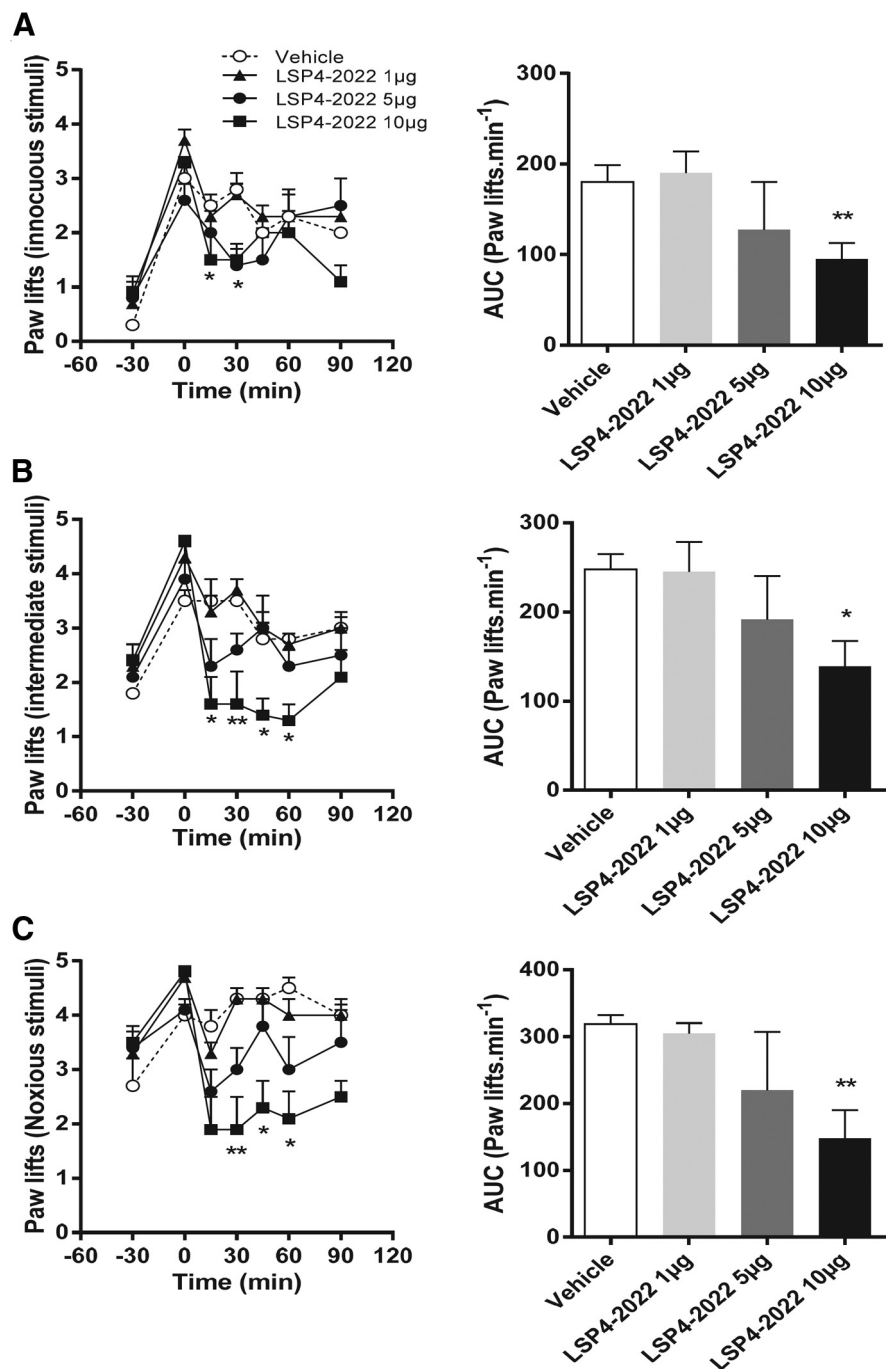 A
Paw lifts (innocuous stimuli)
5
4
3
2
1
0
-60 -30 0 30 60 90 120
Time (min)
Vehicle
LSP4-2022 1µg
LSP4-2022 5µg
LSP4-2022 10µg
* *
AUC (Paw lifts.min-1)
300
200
100
0
**
Vehicle
LSP4-2022 1µg
LSP4-2022 5µg
LSP4-2022 10µg
B
Paw lifts (intermediate stimuli)
5
4
3
2
1
0
-60 -30 0 30 60 90 120
Time (min)
* ** * *
AUC (Paw lifts.min-1)
300
200
100
0
*
Vehicle
LSP4-2022 1µg
LSP4-2022 5µg
LSP4-2022 10µg
C
Paw lifts (Noxious stimuli)
5
4
3
2
1
0
-60 -30 0 30 60 90 120
Time (min)
** * *
AUC (Paw lifts.min-1)
400
300
200
100
0
**
Vehicle
LSP4-2022 1µg
LSP4-2022 5µg
LSP4-2022 10µg